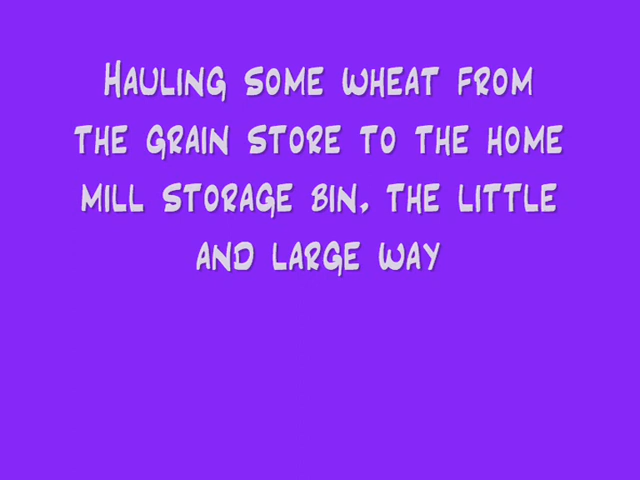 Hauling some wheat from
the grain store to the home
mill storage bin, the little
and large way